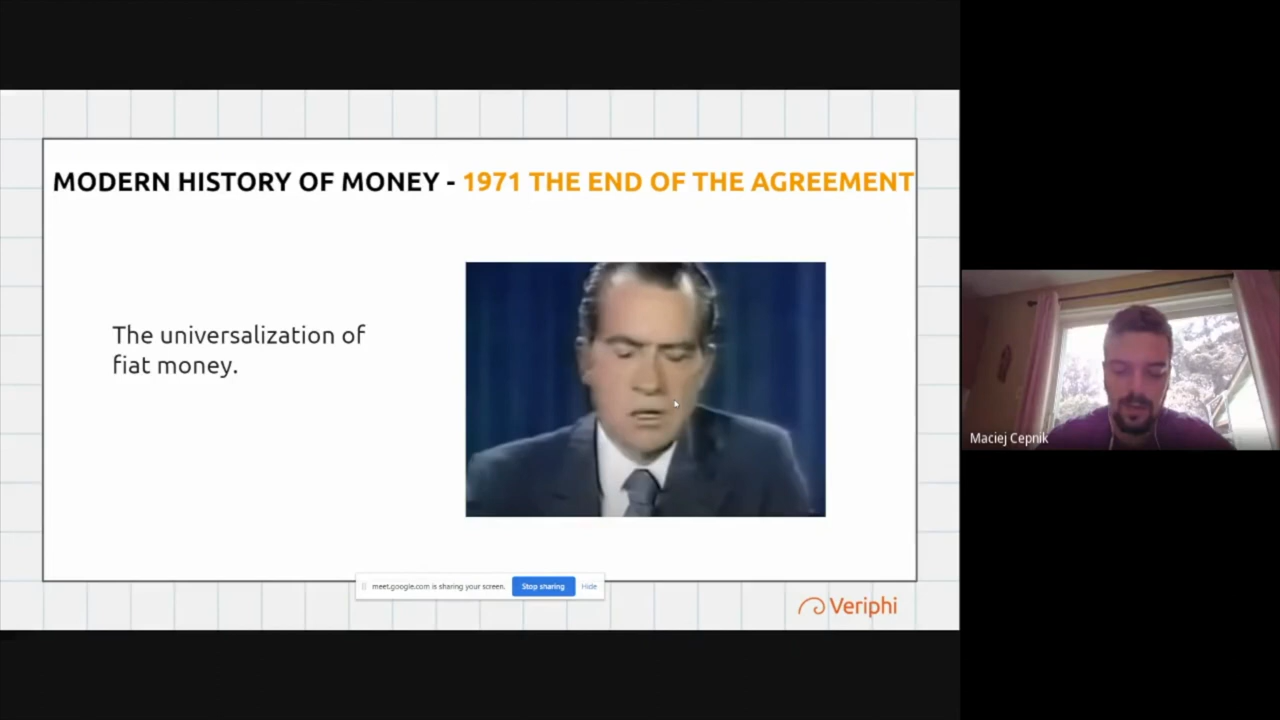 MODERN HISTORY OF MONEY - 1971 THE END OF THE AGREEMENT
The universalization of
fiat money.
meet.google.com is sharing your screen. Stop sharing Hide
Veriphi
Maciej Cepnik